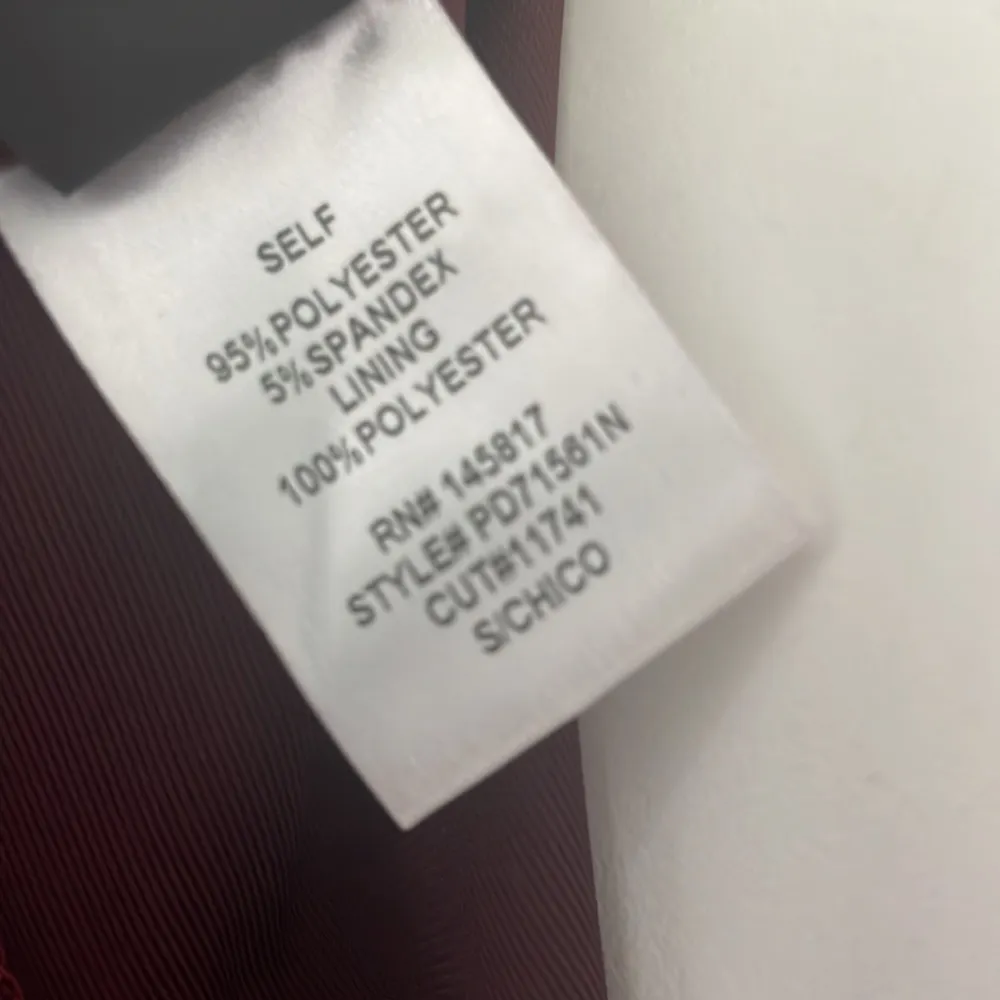 SELF
95%POLYESTER
5%SPANDEX
LINING
100%POLYESTER
RN# 145817
STYLE# PD71561N
CUT#11741
S/CHICO